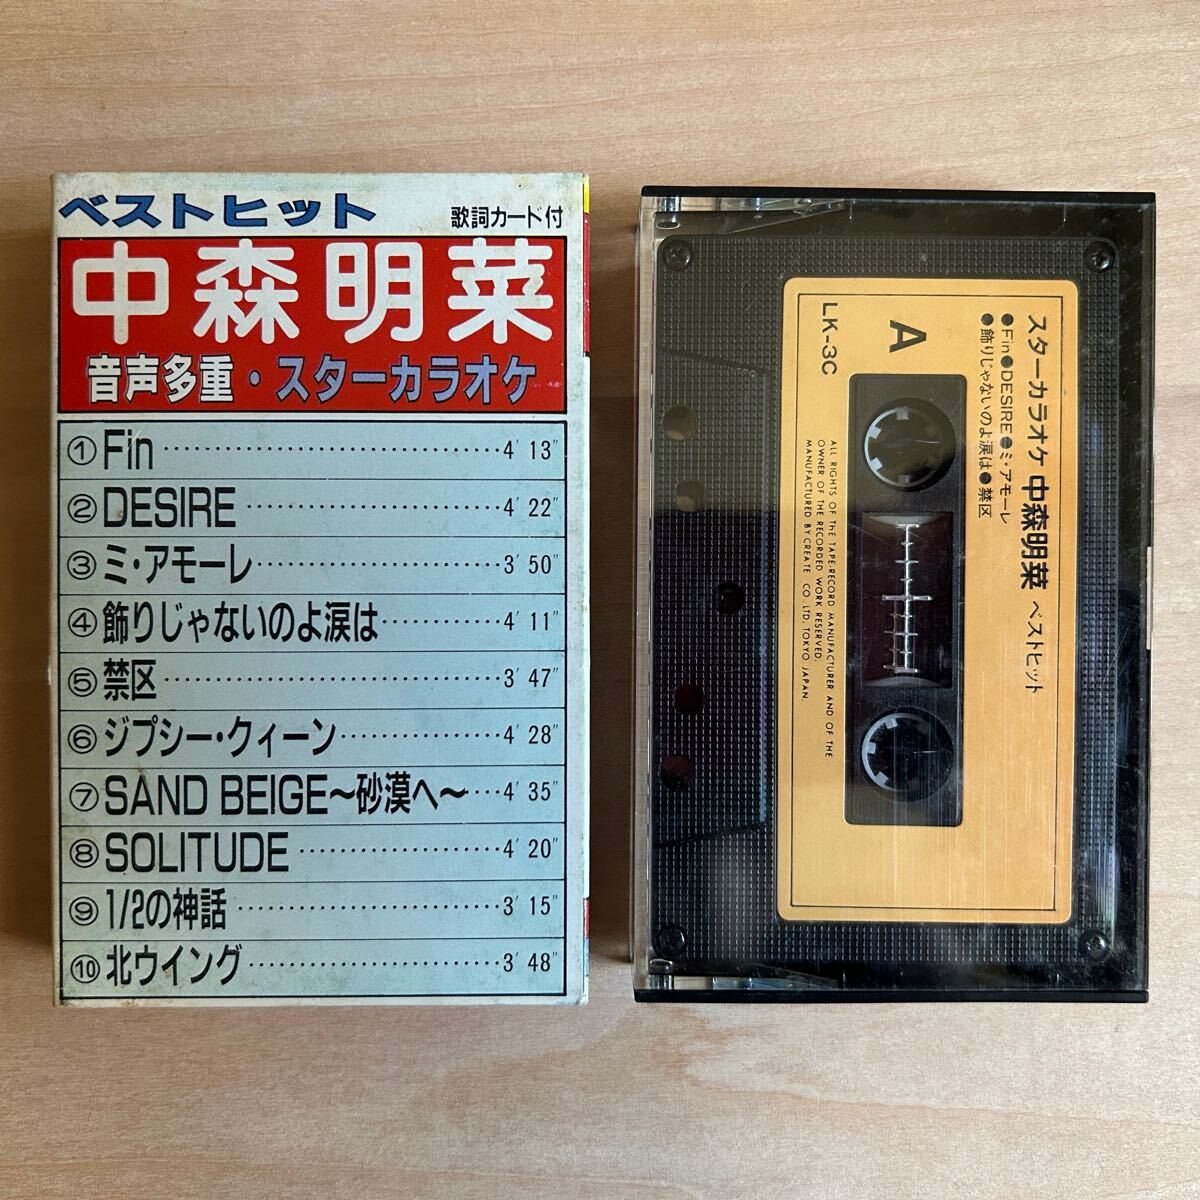 ベストヒット
歌詞カード付
中森明菜
音声多重・スターカラオケ
①Fin……4′13″
②DESIRE……4′22″
③ミ・アモーレ……3′50″
④飾りじゃないのよ涙は……4′11″
⑤禁区……3′47″
⑥ジプシー・クィーン……4′28″
⑦SAND BEIGE〜砂漠へ〜…4′35″
⑧SOLITUDE……4′20″
⑨1/2の神話……3′15″
⑩北ウイング……3′48″
スターカラオケ 中森明菜 ベストヒット
●Fin●DESIRE●ミ・アモーレ
●飾りじゃないのよ涙は●禁区
A
LK-3C
ALL RIGHTS OF THE TAPE-RECORD MANUFACTURER AND OF THE
OWNER OF THE RECORDED WORK RESERVED.
MANUFACTURED BY CREATE CO.,LTD, TOKYO JAPAN.